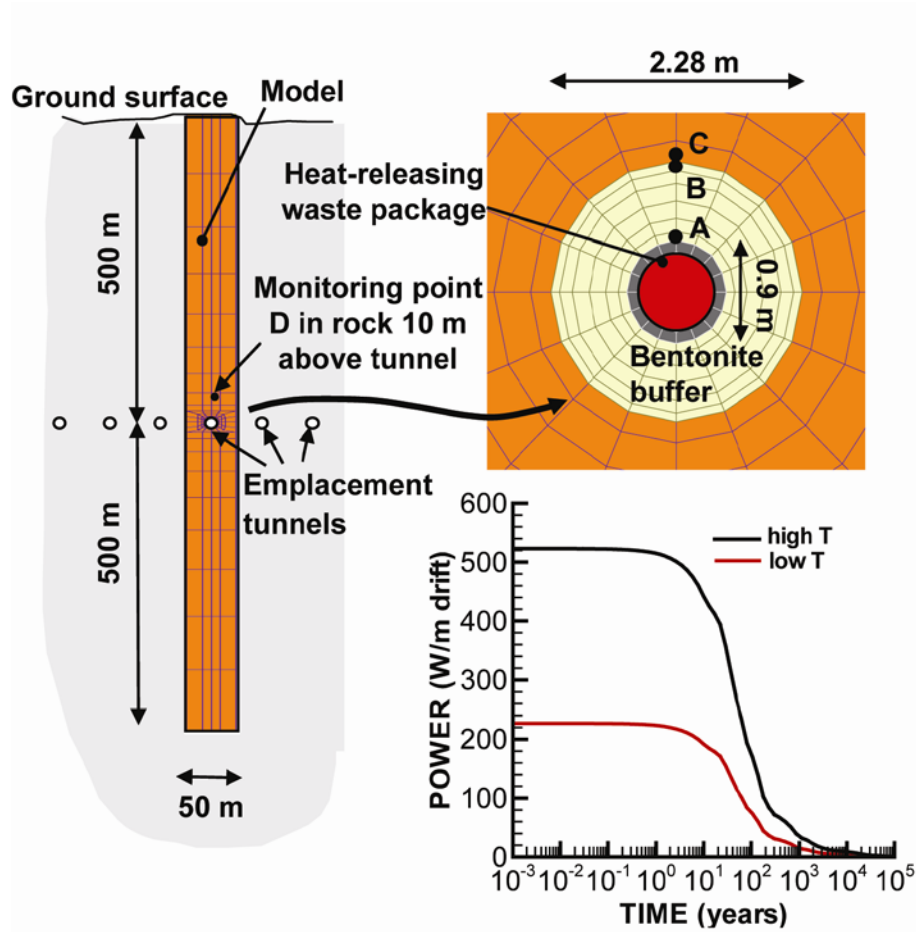 Ground surface
Model
500 m
500 m
Monitoring point
D in rock 10 m
above tunnel
Emplacement
tunnels
50 m
2.28 m
Heat-releasing
waste package
C
B
A
0.9 m
Bentonite
buffer
POWER (W/m drift)
600
500
400
300
200
100
0
high T
low T
10⁻³ 10⁻² 10⁻¹ 10⁰ 10¹ 10² 10³ 10⁴ 10⁵
TIME (years)